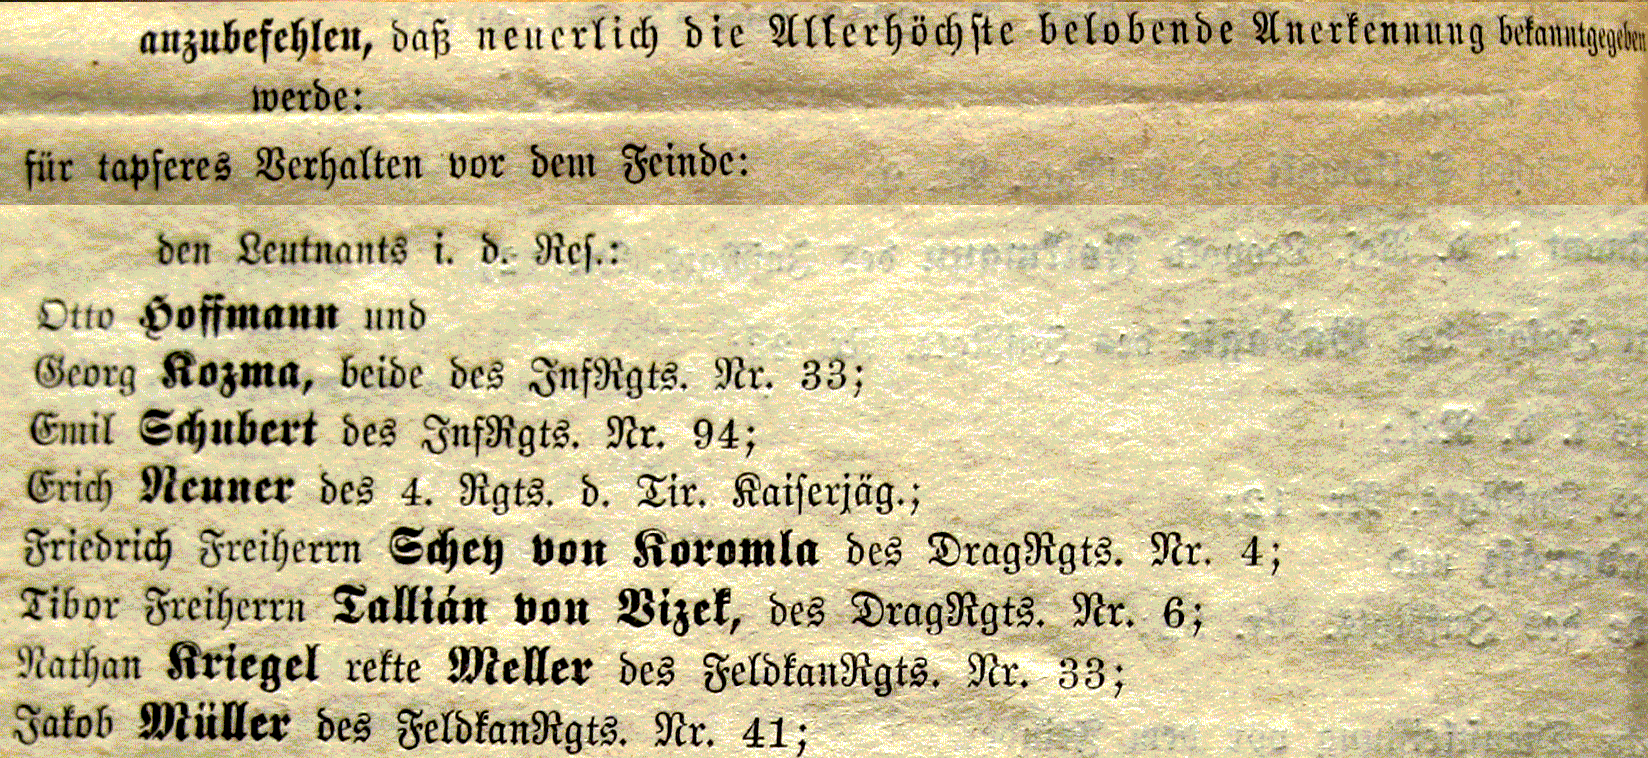 anzubefehlen, daß neuerlich die Allerhöchste belobende Anerkennung bekanntgegeben
werde:
für tapferes Verhalten vor dem Feinde:
den Leutnants i. d. Res.:
Otto Hoffmann und
Georg Kozma, beide des InfRgts. Nr. 33;
Emil Schubert des InfRgts. Nr. 94;
Erich Neuner des 4. Rgts. d. Tir. Kaiserjäg.;
Friedrich Freiherrn Schey von Koromla des DragRgts. Nr. 4;
Tibor Freiherrn Tallián von Vizek, des DragRgts. Nr. 6;
Nathan Kriegel rekte Meller des FeldkanRgts. Nr. 33;
Jakob Müller des FeldkanRgts. Nr. 41;